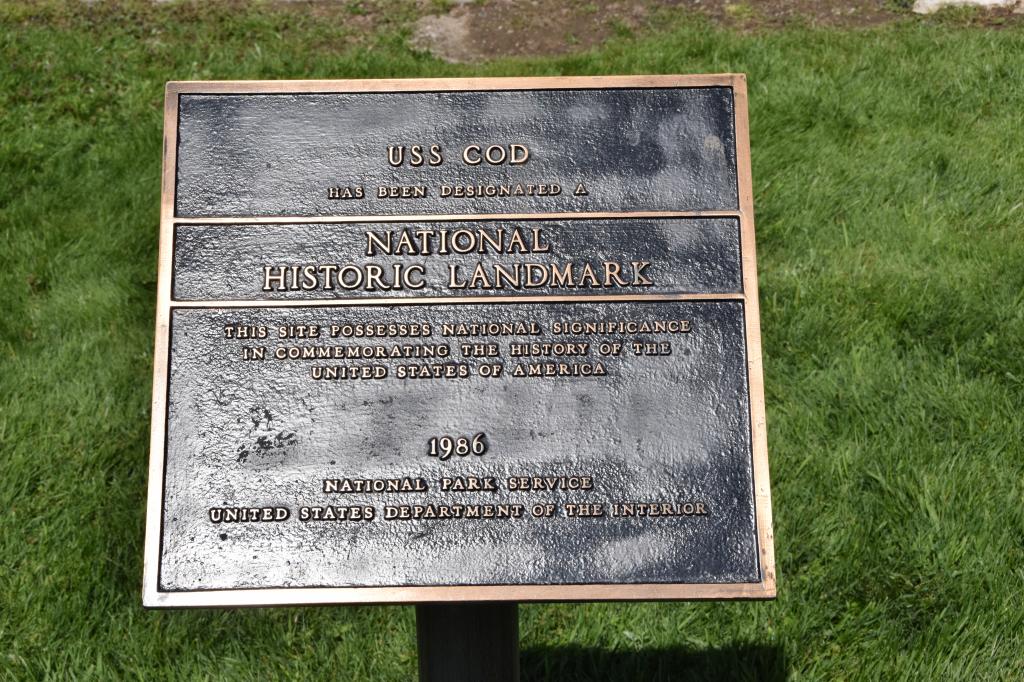 USS COD
HAS BEEN DESIGNATED A
NATIONAL
HISTORIC LANDMARK
THIS SITE POSSESSES NATIONAL SIGNIFICANCE
IN COMMEMORATING THE HISTORY OF THE
UNITED STATES OF AMERICA
1986
NATIONAL PARK SERVICE
UNITED STATES DEPARTMENT OF THE INTERIOR